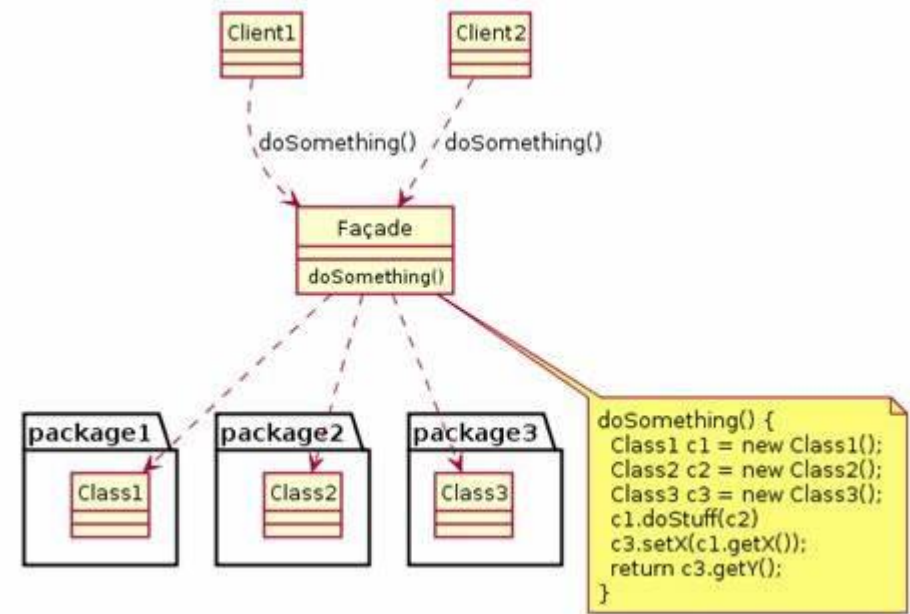 Client1
Client2
doSomething()
doSomething()
Façade
doSomething()
package1
package2
package3
Class1
Class2
Class3
doSomething() {
Class1 c1 = new Class1();
Class2 c2 = new Class2();
Class3 c3 = new Class3();
c1.doStuff(c2)
c3.setX(c1.getX());
return c3.getY();
}